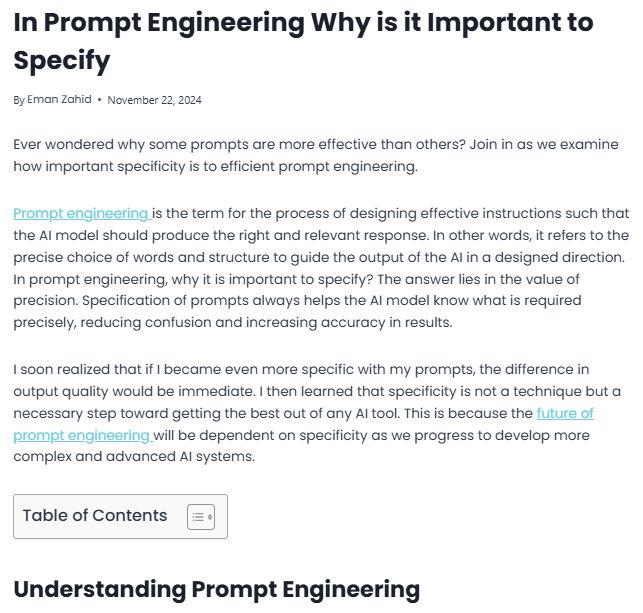 In Prompt Engineering Why is it Important to
Specify
By Eman Zahid • November 22, 2024
Ever wondered why some prompts are more effective than others? Join in as we examine
how important specificity is to efficient prompt engineering.
Prompt engineering is the term for the process of designing effective instructions such that
the AI model should produce the right and relevant response. In other words, it refers to the
precise choice of words and structure to guide the output of the AI in a designed direction.
In prompt engineering, why it is important to specify? The answer lies in the value of
precision. Specification of prompts always helps the AI model know what is required
precisely, reducing confusion and increasing accuracy in results.
I soon realized that if I became even more specific with my prompts, the difference in
output quality would be immediate. I then learned that specificity is not a technique but a
necessary step toward getting the best out of any AI tool. This is because the future of
prompt engineering will be dependent on specificity as we progress to develop more
complex and advanced AI systems.
Table of Contents
Understanding Prompt Engineering